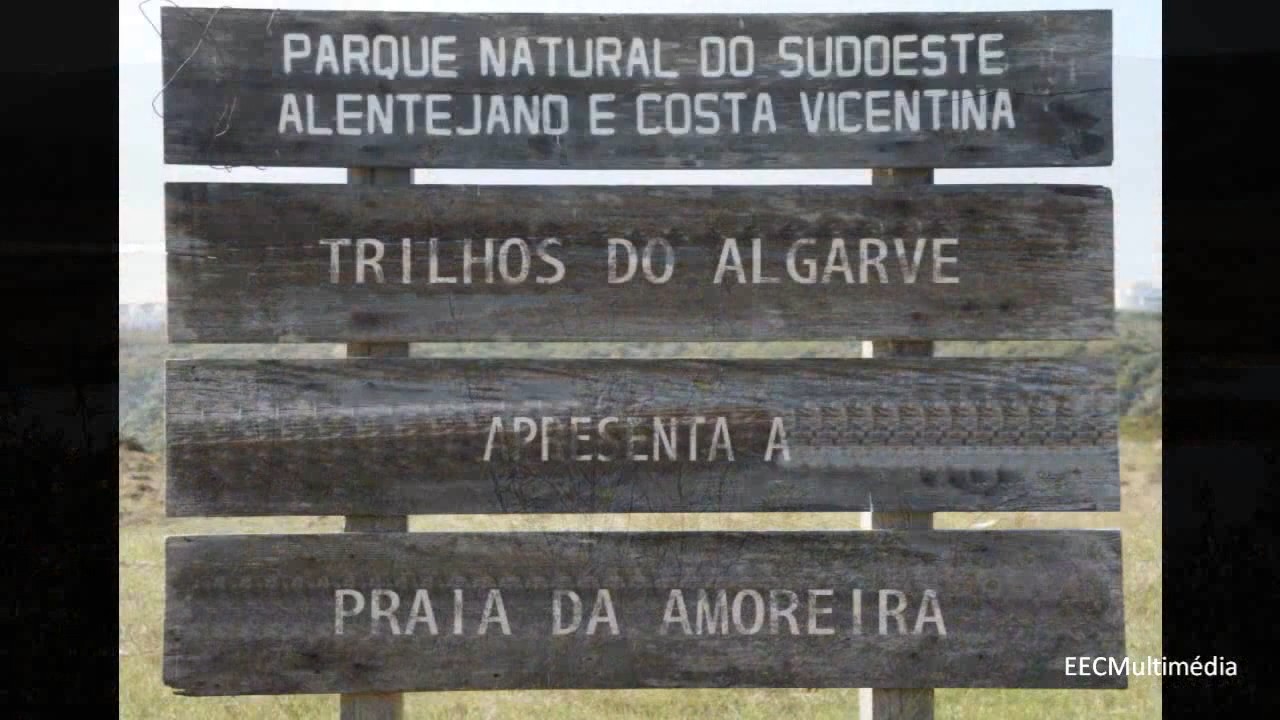 PARQUE NATURAL DO SUDOESTE
ALENTEJANO E COSTA VICENTINA
TRILHOS DO ALGARVE
APRESENTA A
PRAIA DA AMOREIRA
EECMultimédia